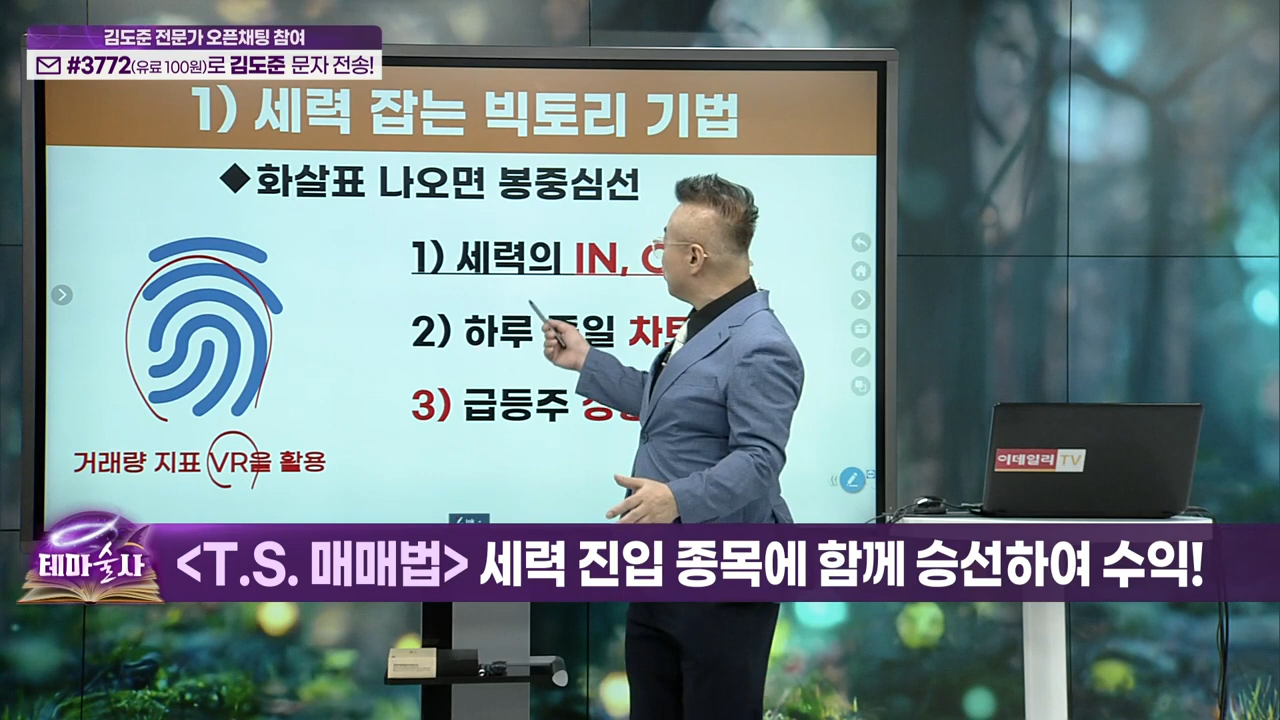 김도준 전문가 오픈채팅 참여
#3772(유료 100원)로 김도준 문자 전송!
1) 세력 잡는 빅토리 기법
◆화살표 나오면 봉중심선
1) 세력의 IN,
2) 하루 종일
3) 급등주
거래량 지표 VR을 활용
이데일리 TV
테마술사
<T.S. 매매법> 세력 진입 종목에 함께 승선하여 수익!